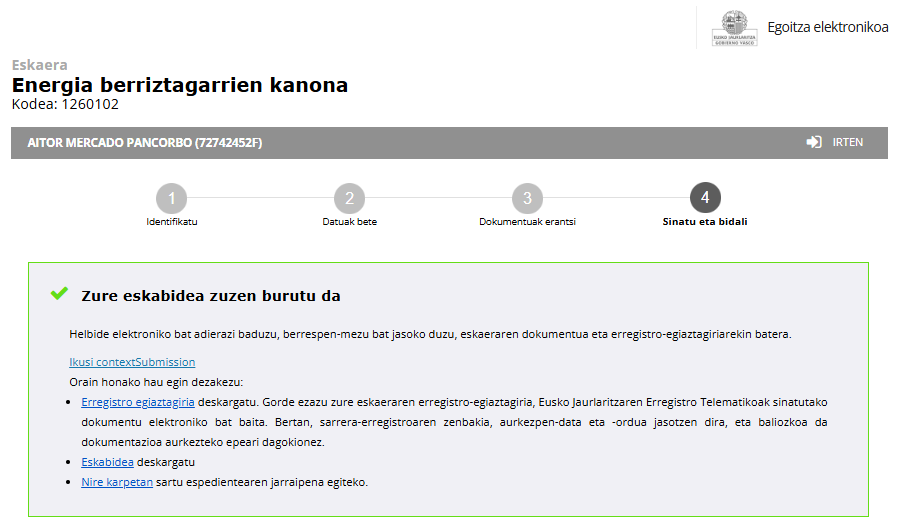 EUSKO JAURLARITZA
GOBIERNO VASCO
Egoitza elektronikoa
Eskaera
Energia berriztagarrien kanona
Kodea: 1260102
AITOR MERCADO PANCORBO (72742452F)
IRTEN
1
2
3
4
Identifikatu
Datuak bete
Dokumentuak erantsi
Sinatu eta bidali
Zure eskabidea zuzen burutu da
Helbide elektroniko bat adierazi baduzu, berrespen-mezu bat jasoko duzu, eskaeraren dokumentua eta erregistro-egiaztagiriarekin batera.
Ikusi contextSubmission
Orain honako hau egin dezakezu:
Erregistro egiaztagiria deskargatu. Gorde ezazu zure eskaeraren erregistro-egiaztagiria, Eusko Jaurlaritzaren Erregistro Telematikoak sinatutako
dokumentu elektroniko bat baita. Bertan, sarrera-erregistroaren zenbakia, aurkezpen-data eta -ordua jasotzen dira, eta baliozkoa da
dokumentazioa aurkezteko epeari dagokionez.
Eskabidea deskargatu
Nire karpetan sartu espedientearen jarraipena egiteko.